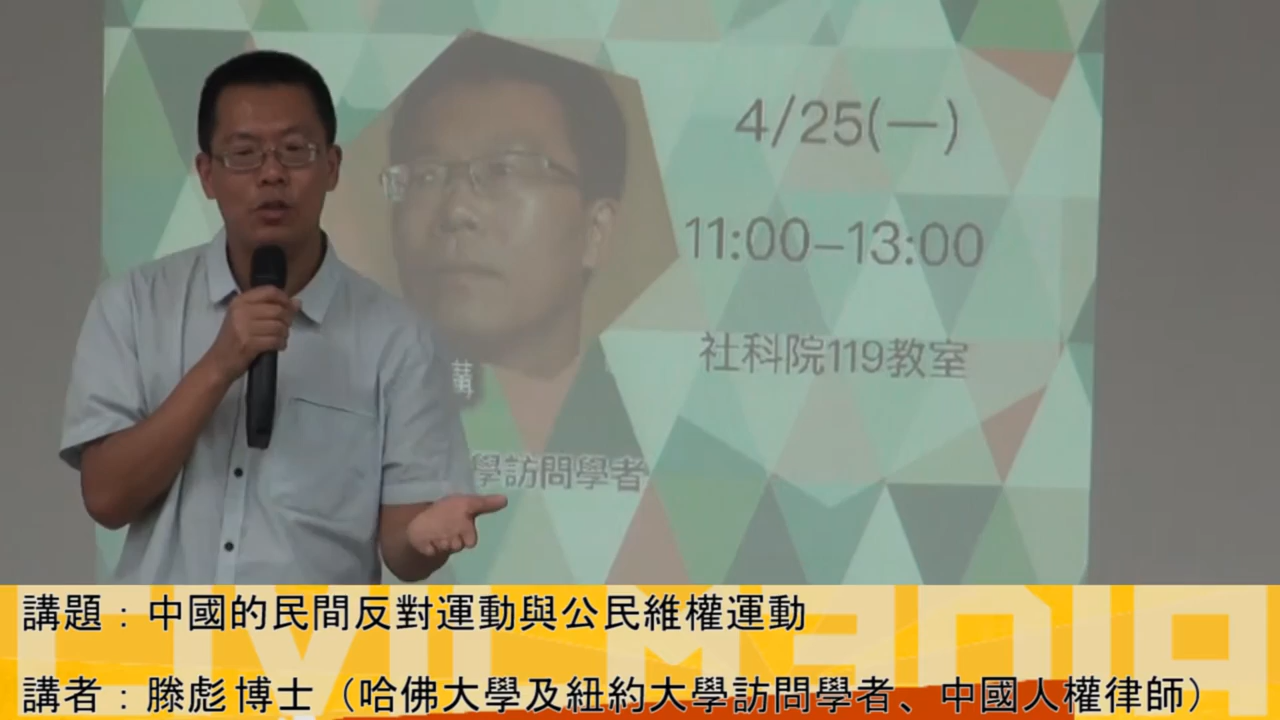 4/25(一)
11:00–13:00
社科院119教室
講
學訪問學者
講題：中國的民間反對運動與公民維權運動
講者：滕彪 博士（哈佛大學及紐約大學訪問學者、中國人權律師）
Civil Mania